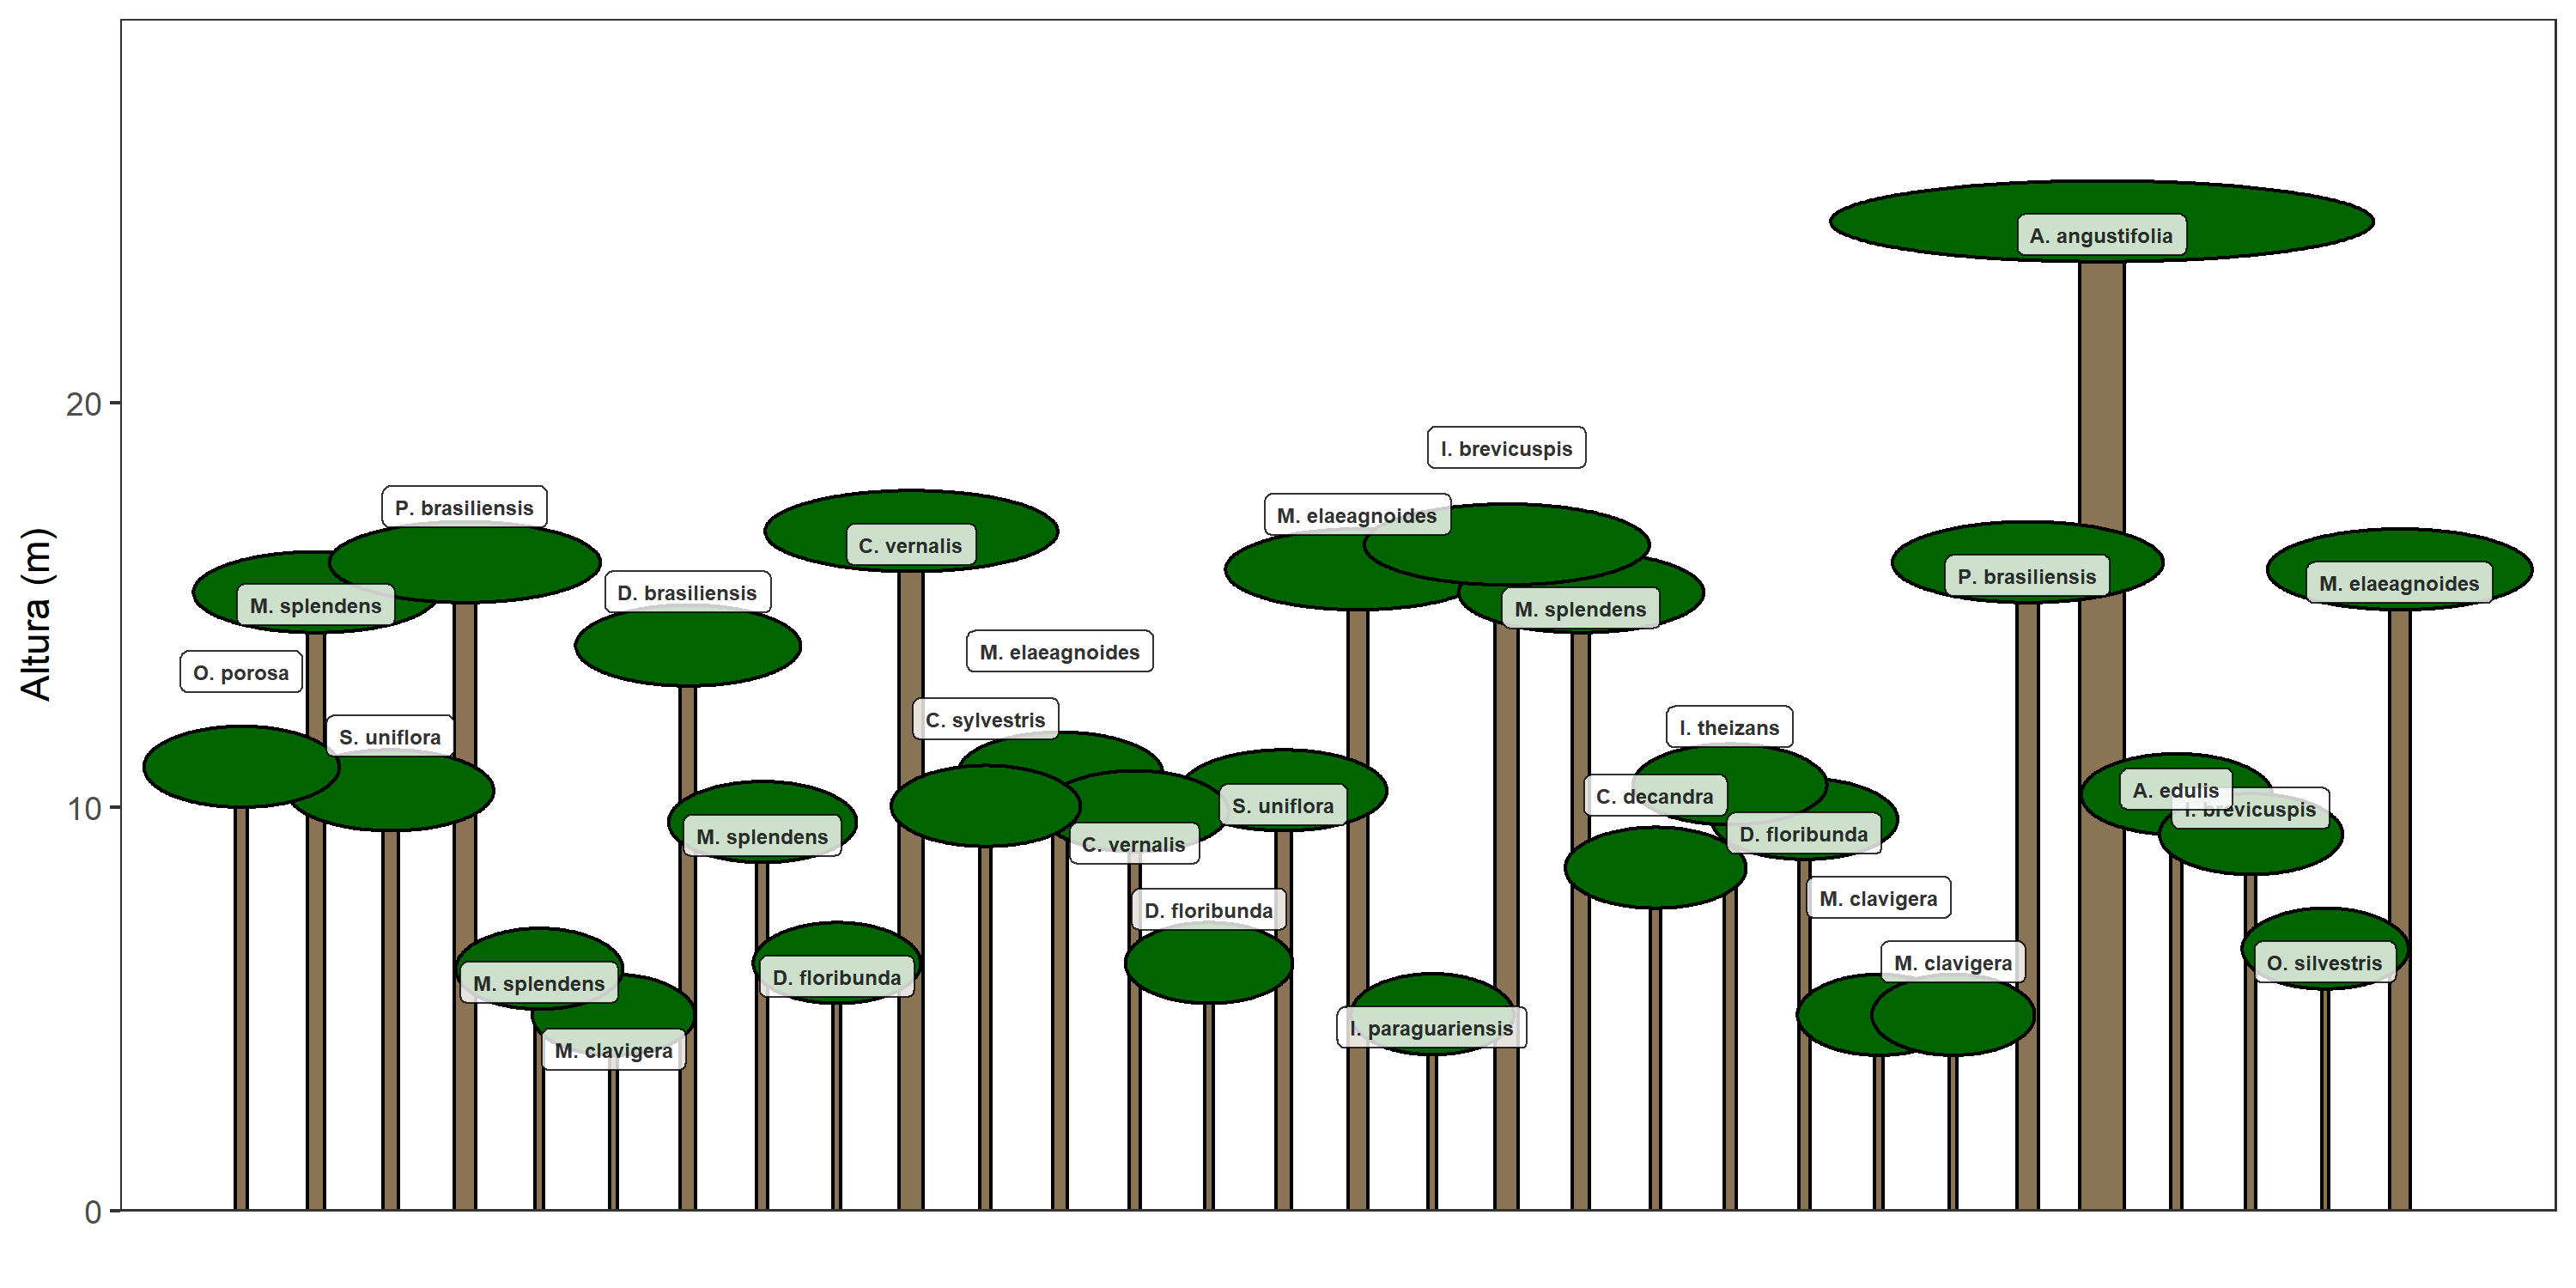 Altura (m)
20
10
0
A. angustifolia
I. brevicuspis
P. brasiliensis
M. elaeagnoides
C. vernalis
P. brasiliensis
M. elaeagnoides
D. brasiliensis
M. splendens
M. splendens
M. elaeagnoides
O. porosa
C. sylvestris
I. theizans
S. uniflora
A. edulis
C. decandra
S. uniflora
I. brevicuspis
D. floribunda
M. splendens
C. vernalis
M. clavigera
D. floribunda
M. clavigera
O. silvestris
D. floribunda
M. splendens
I. paraguariensis
M. clavigera